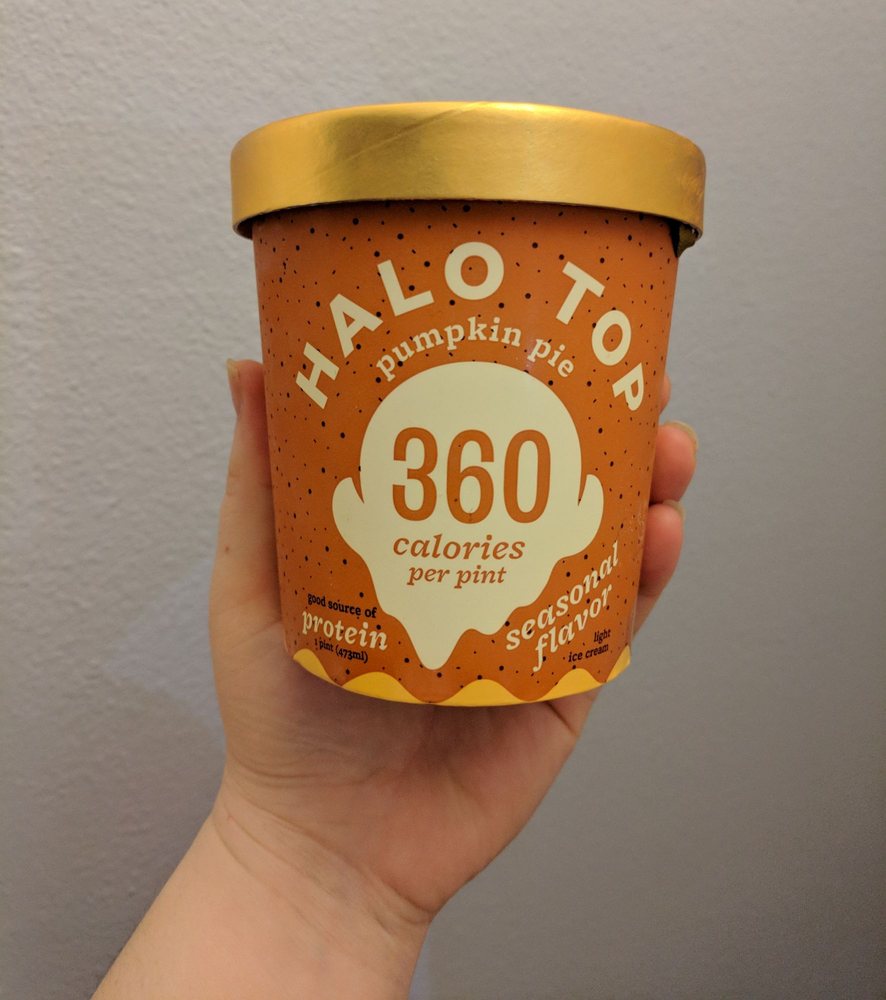 HALO TOP
pumpkin pie
360
calories
per pint
good source of
protein
1 pint (473ml)
seasonal
flavor
light
ice cream